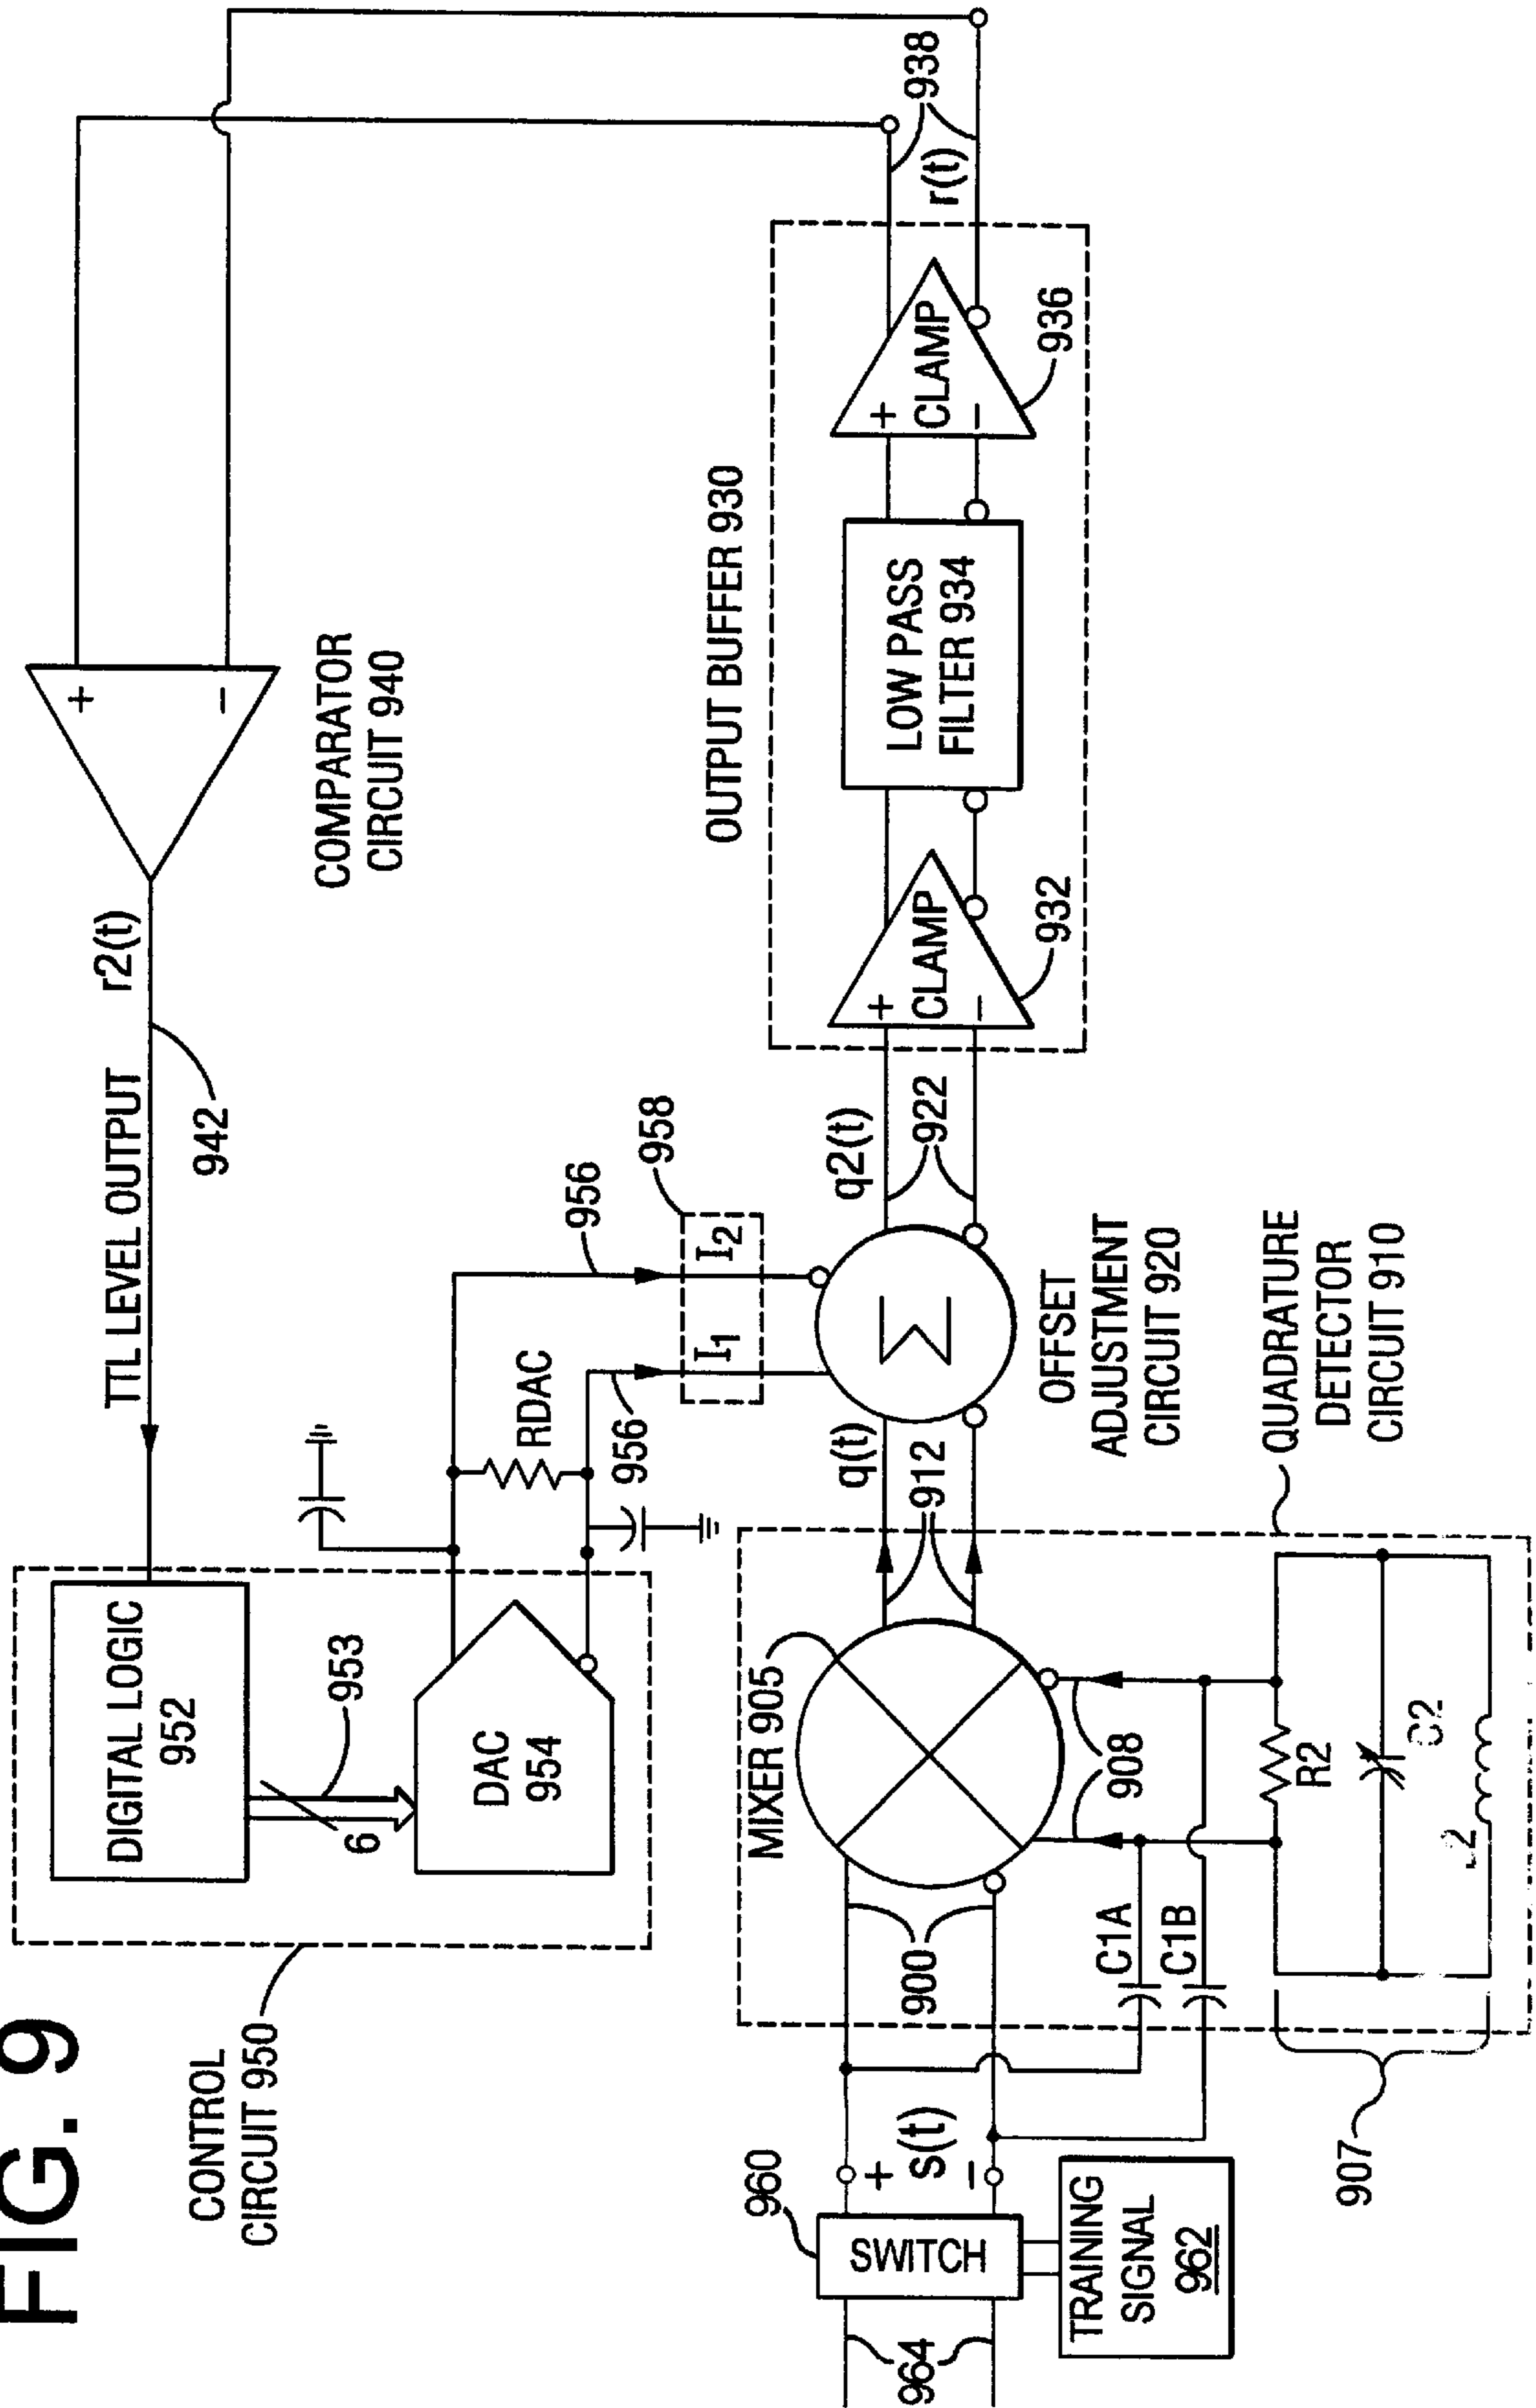 FIG. 9
CONTROL
CIRCUIT 950
DIGITAL LOGIC
952
953
6
DAC
954
TTL LEVEL OUTPUT
r2(t)
942
COMPARATOR
CIRCUIT 940
+
−
RDAC
956
956
958
I1
I2
OUTPUT BUFFER 930
+
CLAMP
−
932
LOW PASS
FILTER 934
+
CLAMP
−
936
r(t)
938
q2(t)
922
Σ
OFFSET
ADJUSTMENT
CIRCUIT 920
q(t)
912
QUADRATURE
DETECTOR
CIRCUIT 910
MIXER 905
900
908
C1A
C1B
R2
907
960
SWITCH
+
s(t)
−
TRAINING
SIGNAL
962
964